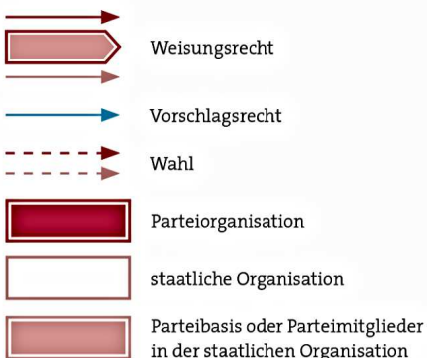 Weisungsrecht
Vorschlagsrecht
Wahl
Parteiorganisation
staatliche Organisation
Parteibasis oder Parteimitglieder
in der staatlichen Organisation